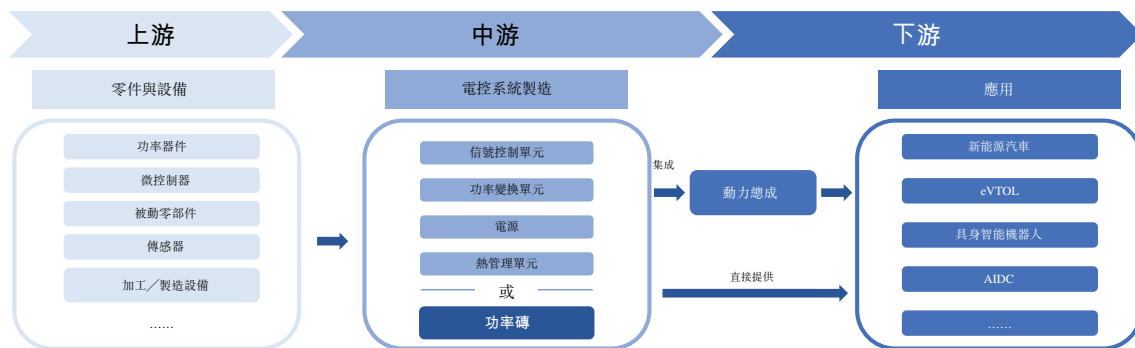 上游
中游
下游
零件與設備
電控系統製造
應用
功率器件
微控制器
被動零部件
傳感器
加工／製造設備
......
信號控制單元
功率變換單元
電源
熱管理單元
或
功率磚
集成
動力總成
直接提供
新能源汽車
eVTOL
具身智能機器人
AIDC
......